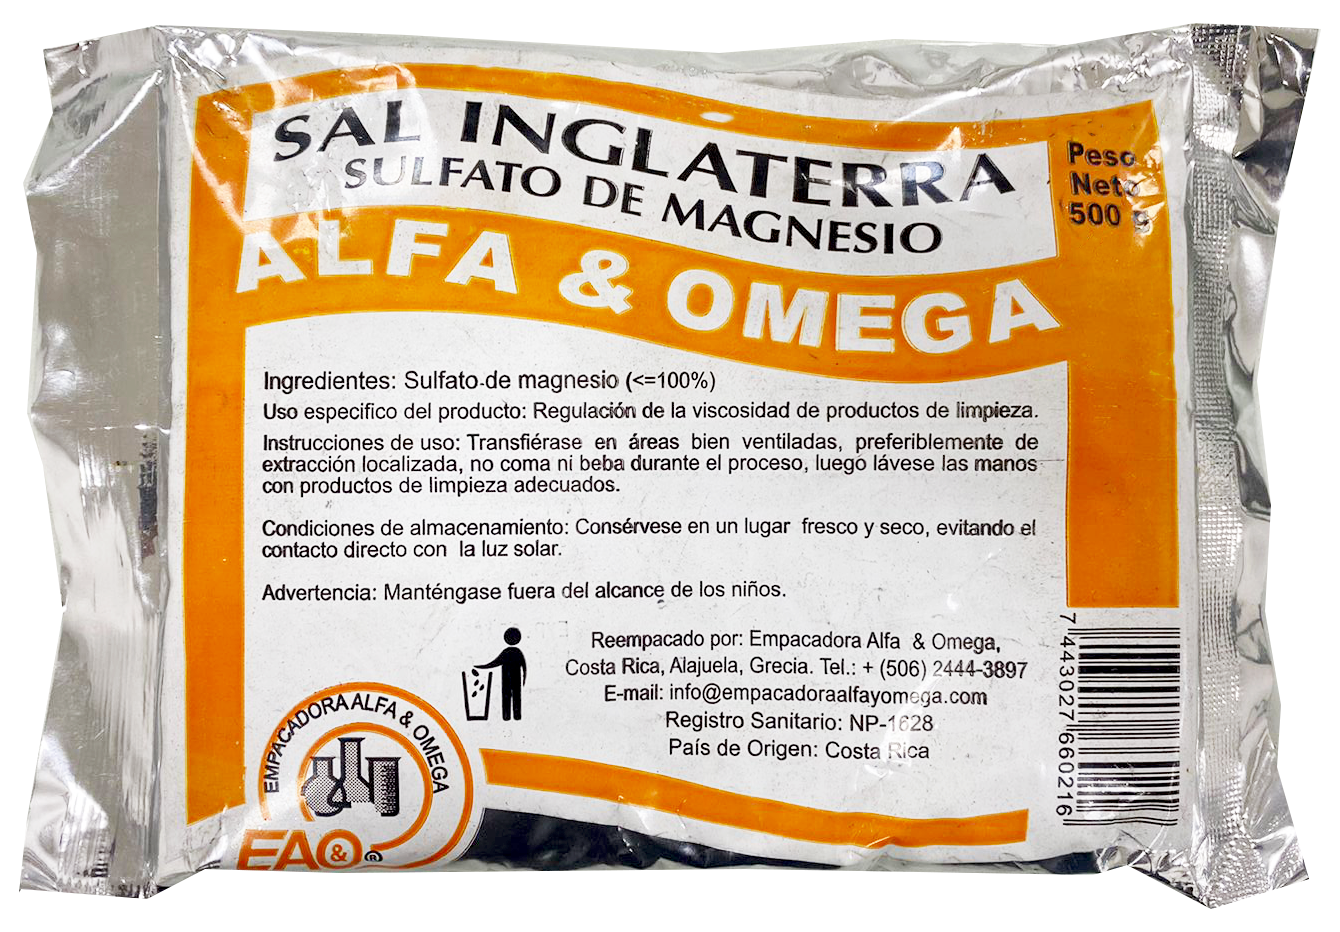 SAL INGLATERRA
SULFATO DE MAGNESIO
Peso
Neto
500 g
ALFA & OMEGA
Ingredientes: Sulfato de magnesio (<=100%)
Uso especifico del producto: Regulación de la viscosidad de productos de limpieza.
Instrucciones de uso: Transfiérase en áreas bien ventiladas, preferiblemente de
extracción localizada, no coma ni beba durante el proceso, luego lávese las manos
con productos de limpieza adecuados.
Condiciones de almacenamiento: Consérvese en un lugar fresco y seco, evitando el
contacto directo con la luz solar.
Advertencia: Manténgase fuera del alcance de los niños.
Reempacado por: Empacadora Alfa & Omega,
Costa Rica, Alajuela, Grecia. Tel.: + (506) 2444-3897
E-mail: info@empacadoraalfayomega.com
Registro Sanitario: NP-1628
País de Origen: Costa Rica
EMPACADORA ALFA & OMEGA
EA&O ®
7 443027 660216